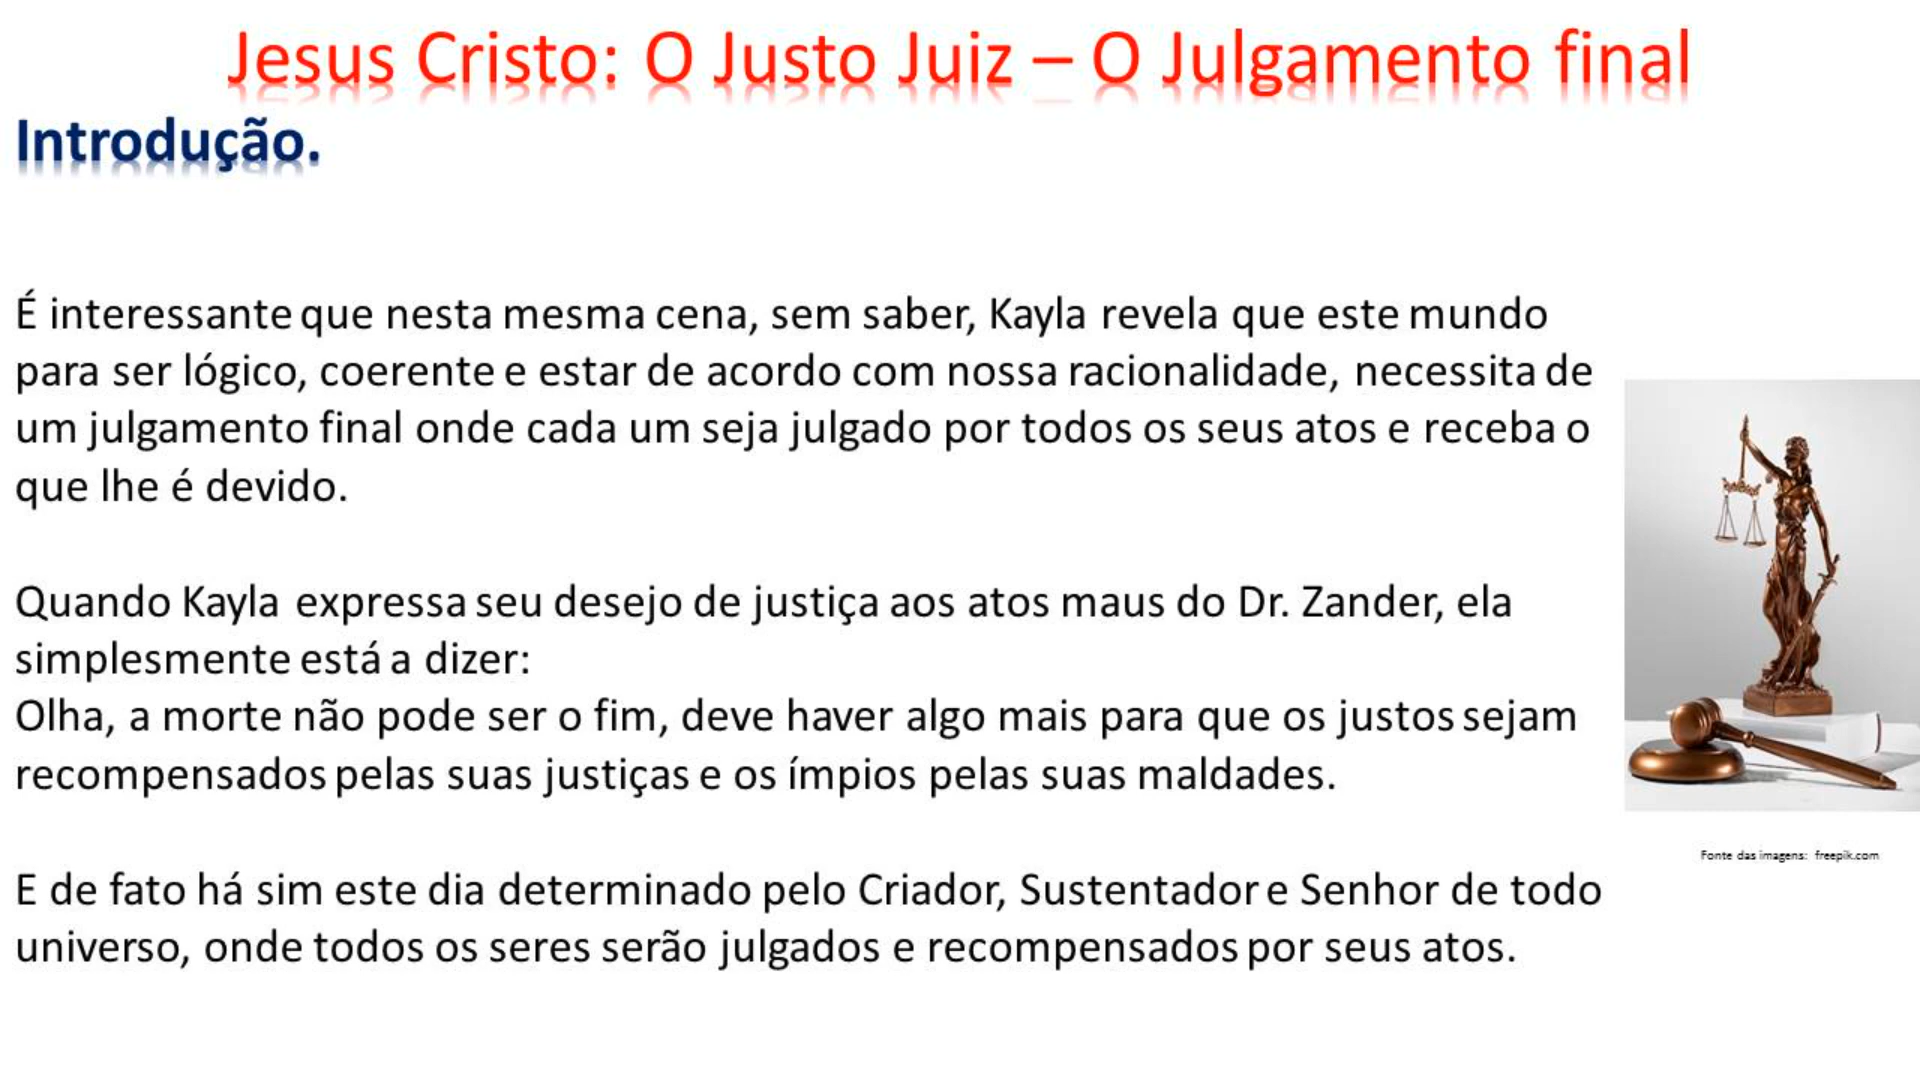 Jesus Cristo: O Justo Juiz – O Julgamento final
Introdução.
É interessante que nesta mesma cena, sem saber, Kayla revela que este mundo
para ser lógico, coerente e estar de acordo com nossa racionalidade, necessita de
um julgamento final onde cada um seja julgado por todos os seus atos e receba o
que lhe é devido.
Quando Kayla expressa seu desejo de justiça aos atos maus do Dr. Zander, ela
simplesmente está a dizer:
Olha, a morte não pode ser o fim, deve haver algo mais para que os justos sejam
recompensados pelas suas justiças e os ímpios pelas suas maldades.
E de fato há sim este dia determinado pelo Criador, Sustentador e Senhor de todo
universo, onde todos os seres serão julgados e recompensados por seus atos.
Fonte das imagens: freepik.com